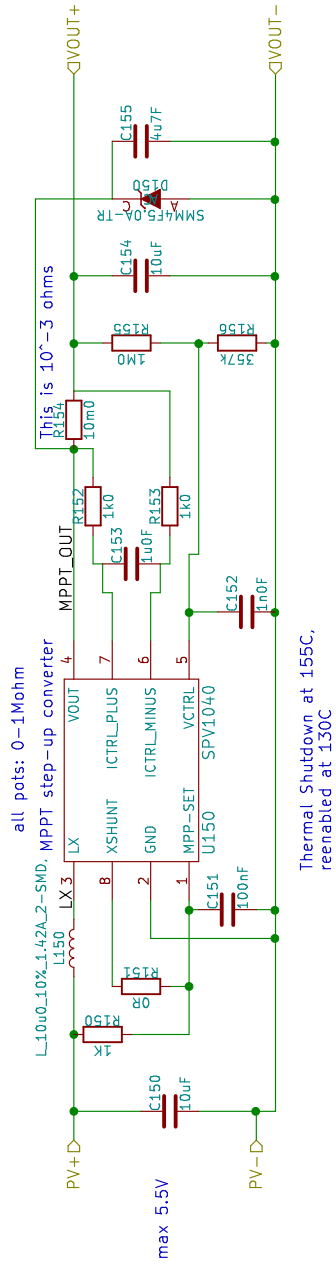 all pots: 0-1Mohm
MPPT step-up converter
L_10u0_10%_1.42A_2-SMD,
max 5.5V
PV+
PV-
C150
10uF
R150
1K
L150
LX
R151
0R
C151
100nF
3
8
2
1
LX
XSHUNT
GND
MPP-SET
VOUT
ICTRL_PLUS
ICTRL_MINUS
VCTRL
U150
SPV1040
4
7
6
5
MPPT_OUT
C152
1n0F
R152
1k0
C153
1u0F
R153
1k0
R154
10m0
This is 10^-3 ohms
R155
1M0
R156
357k
C154
10uF
D150
SMM4F5.0A-TR
C
A
C155
4u7F
VOUT+
VOUT-
Thermal Shutdown at 155C,
reenabled at 130C